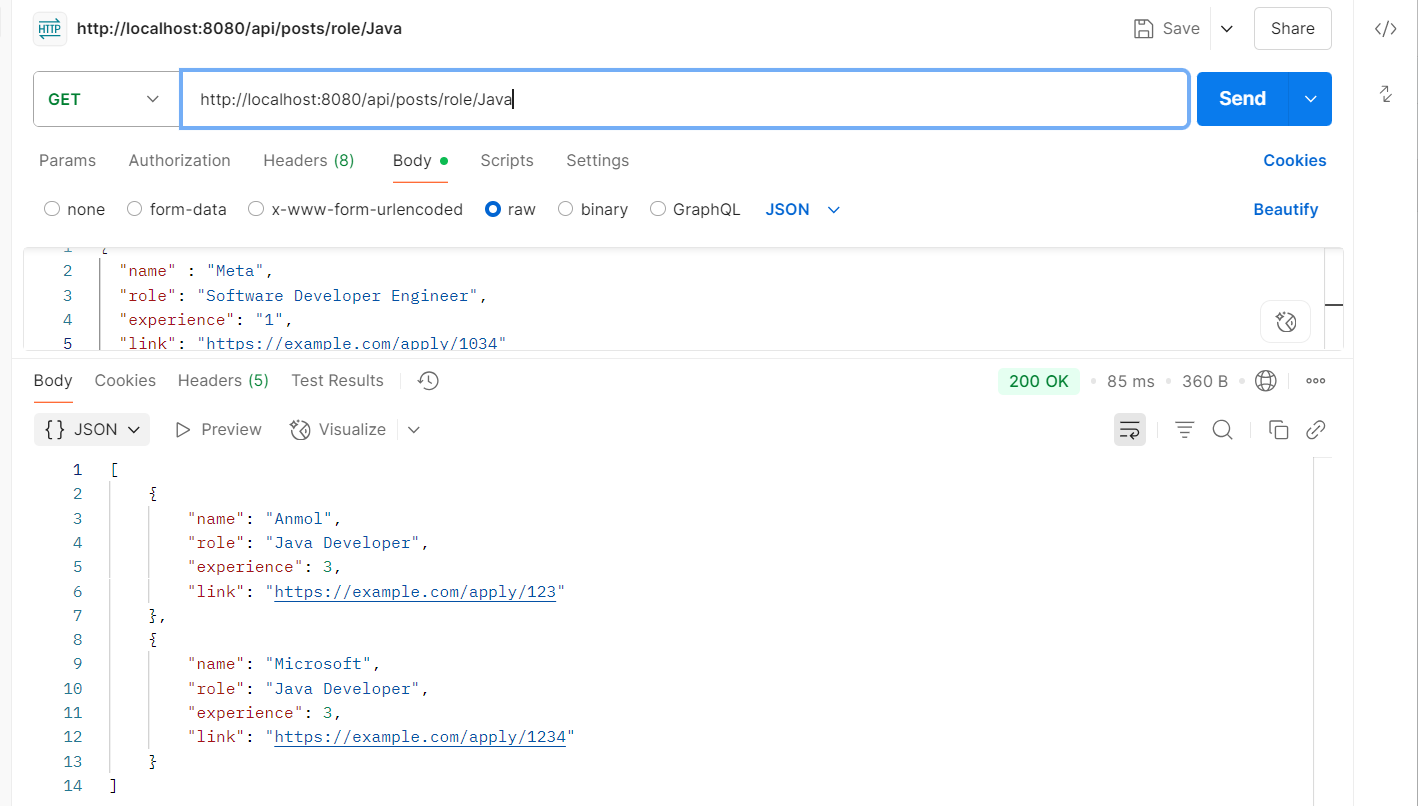 HTTP http://localhost:8080/api/posts/role/Java Save Share
GET http://localhost:8080/api/posts/role/Java Send
Params Authorization Headers (8) Body Scripts Settings Cookies
none form-data x-www-form-urlencoded raw binary GraphQL JSON Beautify
1 {
2 "name" : "Meta",
3 "role": "Software Developer Engineer",
4 "experience": "1",
5 "link": "https://example.com/apply/1034"
Body Cookies Headers (5) Test Results 200 OK • 85 ms • 360 B •
{} JSON Preview Visualize
1 [
2 {
3 "name": "Anmol",
4 "role": "Java Developer",
5 "experience": 3,
6 "link": "https://example.com/apply/123"
7 },
8 {
9 "name": "Microsoft",
10 "role": "Java Developer",
11 "experience": 3,
12 "link": "https://example.com/apply/1234"
13 }
14 ]